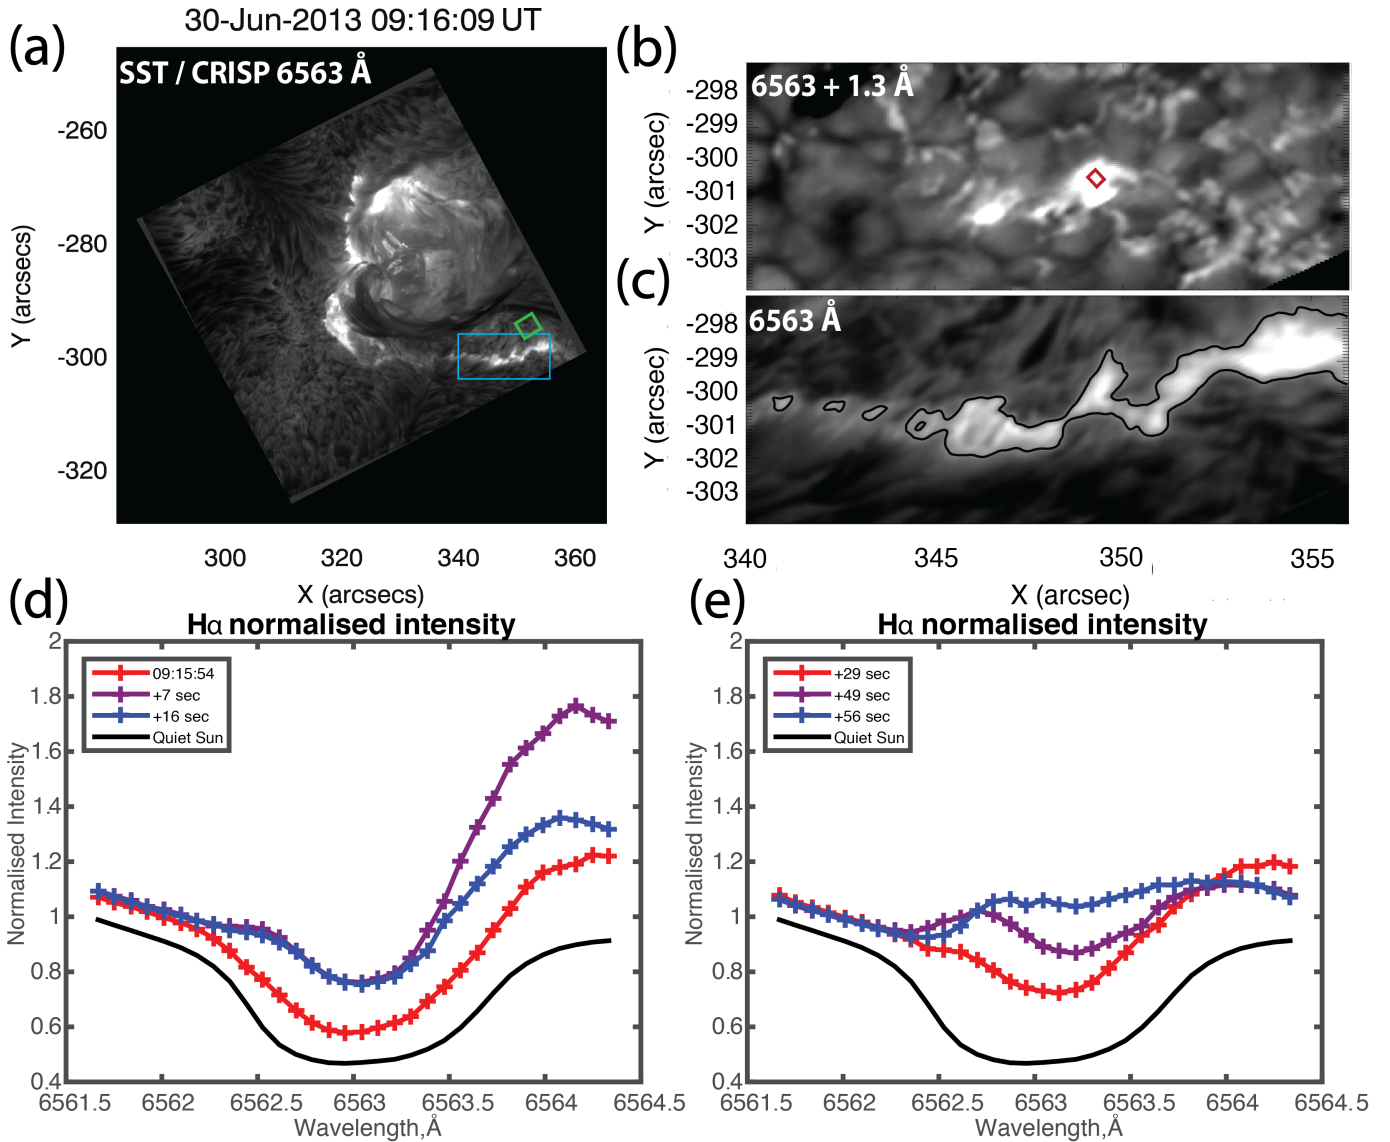 30-Jun-2013 09:16:09 UT
(a)
SST / CRISP 6563 Å
-260
-280
-300
-320
Y (arcsecs)
300 320 340 360
X (arcsecs)
(b)
6563 + 1.3 Å
-298
-299
-300
-301
-302
-303
Y (arcsec)
(c)
6563 Å
-298
-299
-300
-301
-302
-303
Y (arcsec)
340 345 350 355
X (arcsec)
(d)
Hα normalised intensity
2
1.8
1.6
1.4
1.2
1
0.8
0.6
0.4
Normalised Intensity
09:15:54
+7 sec
+16 sec
Quiet Sun
6561.5 6562 6562.5 6563 6563.5 6564 6564.5
Wavelength,Å
(e)
Hα normalised intensity
2
1.8
1.6
1.4
1.2
1
0.8
0.6
0.4
Normalised Intensity
+29 sec
+49 sec
+56 sec
Quiet Sun
6561.5 6562 6562.5 6563 6563.5 6564 6564.5
Wavelength,Å